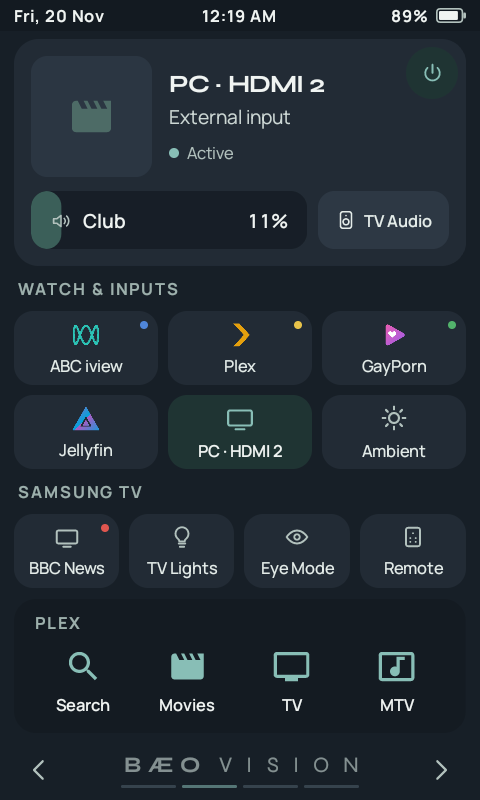 Fri, 20 Nov 12:19 AM 89%
PC · HDMI 2
External input
Active
Club 11% TV Audio
WATCH & INPUTS
ABC iview Plex GayPorn
Jellyfin PC · HDMI 2 Ambient
SAMSUNG TV
BBC News TV Lights Eye Mode Remote
PLEX
Search Movies TV MTV
BÆO VISION